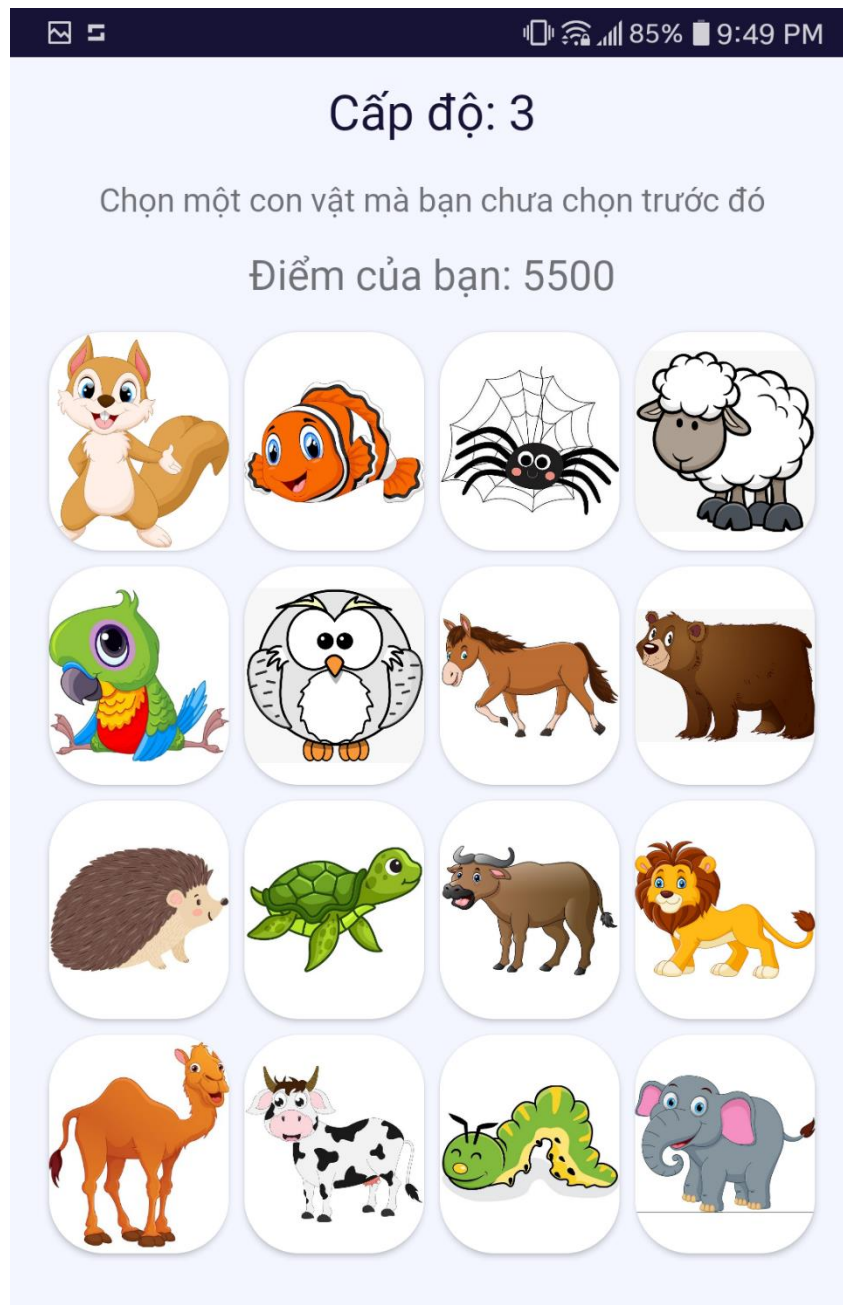 85% 9:49 PM
Cấp độ: 3
Chọn một con vật mà bạn chưa chọn trước đó
Điểm của bạn: 5500